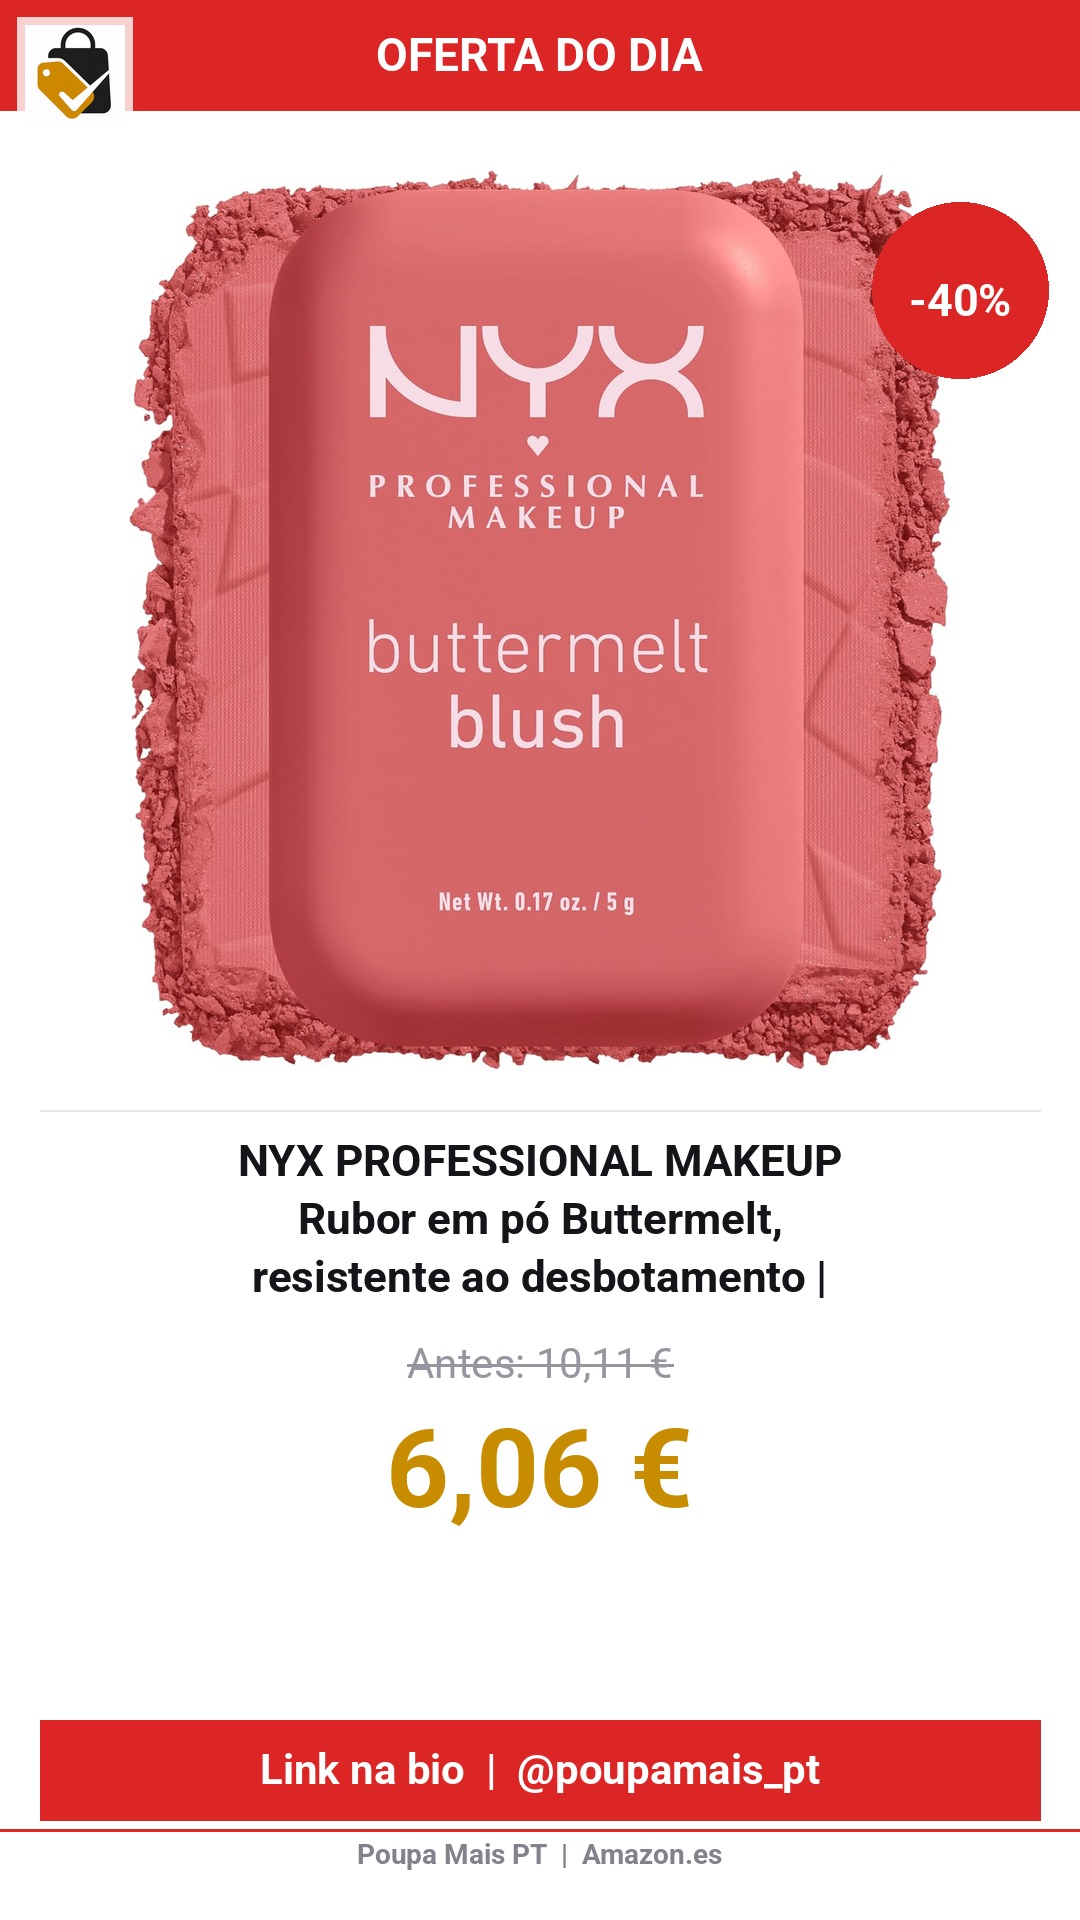 OFERTA DO DIA
-40%
NYX
PROFESSIONAL
MAKEUP
buttermelt
blush
Net Wt. 0.17 oz. / 5 g
NYX PROFESSIONAL MAKEUP
Rubor em pó Buttermelt,
resistente ao desbotamento |
Antes: 10,11 €
6,06 €
Link na bio | @poupamais_pt
Poupa Mais PT | Amazon.es